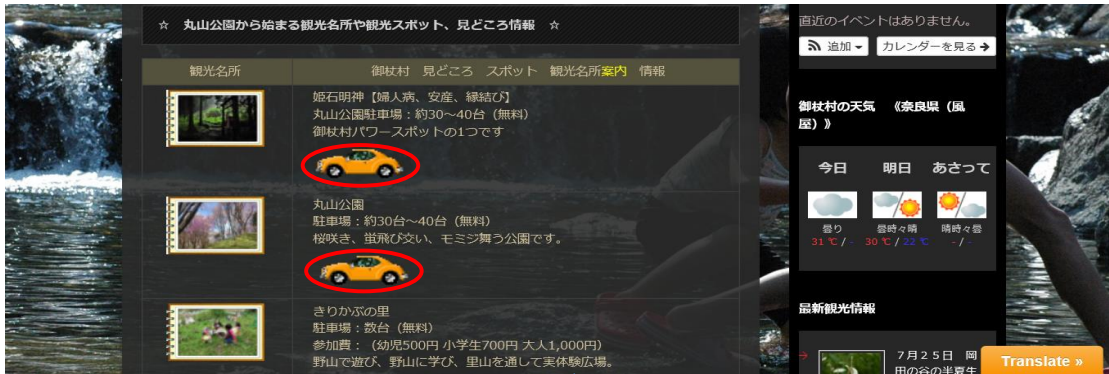 ☆ 丸山公園から始まる観光名所や観光スポット、見どころ情報 ☆
観光名所 御杖村 見どころ スポット 観光名所案内 情報
姫石明神【婦人病、安産、縁結び】
丸山公園駐車場：約30～40台（無料）
御杖村パワースポットの1つです
丸山公園
駐車場：約30台～40台（無料）
桜咲き、蛍飛び交い、モミジ舞う公園です。
きりかぶの里
駐車場：数台（無料）
参加費：（幼児500円 小学生700円 大人1,000円）
野山で遊び、野山に学び、里山を通して実体験広場。
直近のイベントはありません。
追加 カレンダーを見る
御杖村の天気 《奈良県（風
屋）》
今日 明日 あさって
曇り 曇時々晴 晴時々曇
31 ℃ / - 30 ℃ / 22 ℃ - / -
最新観光情報
7月25日 岡
田の谷の半夏生
Translate »